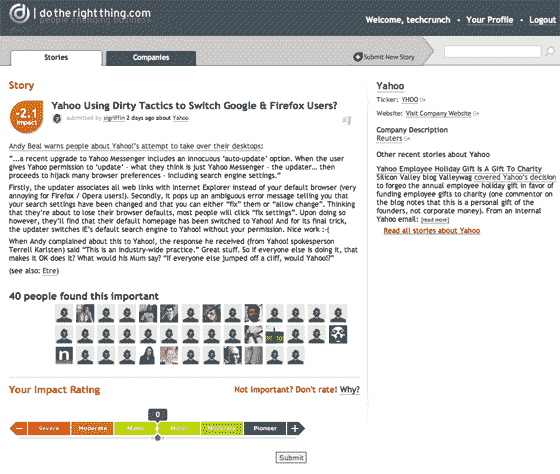 dotherightthing.com
people changing business
Welcome, techcrunch • Your Profile • Logout
Stories
Companies
Submit New Story
Story
-2.1
impact
Yahoo Using Dirty Tactics to Switch Google & Firefox Users?
submitted by sigriffin 2 days ago about Yahoo
Andy Beal warns people about Yahoo!'s attempt to take over their desktops:
"...a recent upgrade to Yahoo Messenger includes an innocuous 'auto-update' option. When the user
gives Yahoo permission to 'update' - what they think is just Yahoo Messenger - the updater... then
proceeds to hijack many browser preferences - including search engine settings."
Firstly, the updater associates all web links with Internet Explorer instead of your default browser (very
annoying for Firefox / Opera users!). Secondly, it pops up an ambiguous error message telling you that
your search settings have been changed and that you can either "fix" them or "allow change". Thinking
that they're about to lose their browser defaults, most people will click "fix settings". Upon doing so
however, they'll find that their default homepage has been switched to Yahoo! And for its final trick,
the updater switches IE's default search engine to Yahoo! without your permission. Nice work :-(
When Andy complained about this to Yahoo!, the response he received (from Yahoo! spokesperson
Terrell Karlsten) said "This is an industry-wide practice." Great stuff. So if everyone else is doing it, that
makes it OK does it? What would his Mum say? "If everyone else jumped off a cliff, would Yahoo!?"
(see also: Etre)
40 people found this important
n
Your Impact Rating
Not Important? Don't rate! Why?
0
Severe
Moderate
Minor
Minor
Pioneer
Submit
Yahoo
Ticker: YHOO
Website: Visit Company Website
Company Description
Reuters
Other recent stories about Yahoo
Yahoo Employee Holiday Gift Is A Gift To Charity
Silicon Valley blog Valleywag covered Yahoo's decision
to forego the annual employee holiday gift in favor of
funding employee gifts to charity (one commentor on
the blog notes that this is a personal gift of the
founders, not corporate money). From an internal
Yahoo email: [read more]
Read all stories about Yahoo